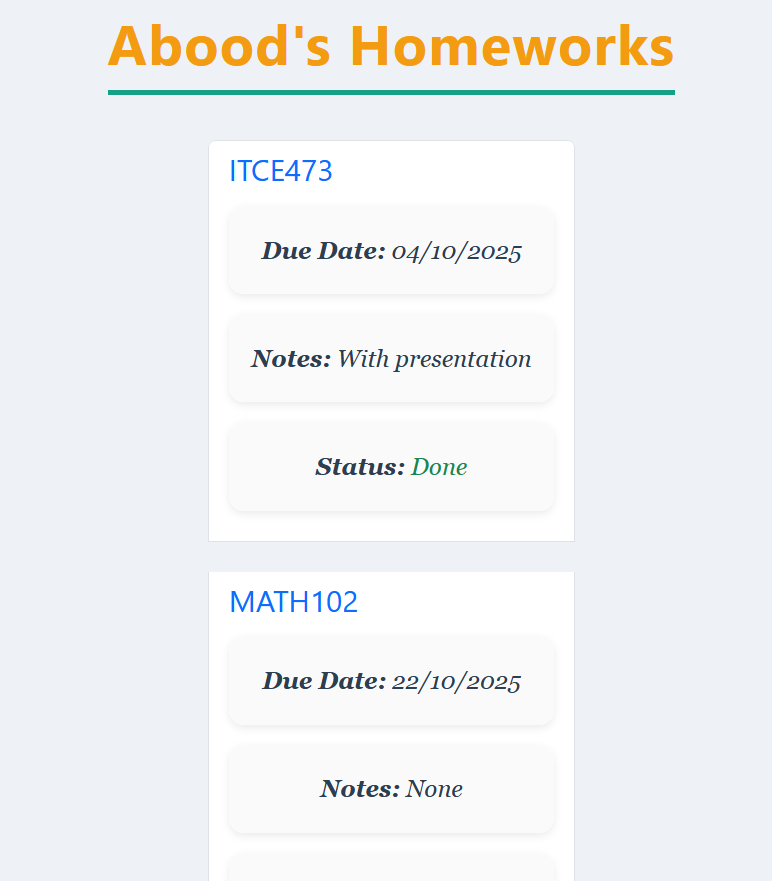 Abood's Homeworks
ITCE473
Due Date: 04/10/2025
Notes: With presentation
Status: Done
MATH102
Due Date: 22/10/2025
Notes: None